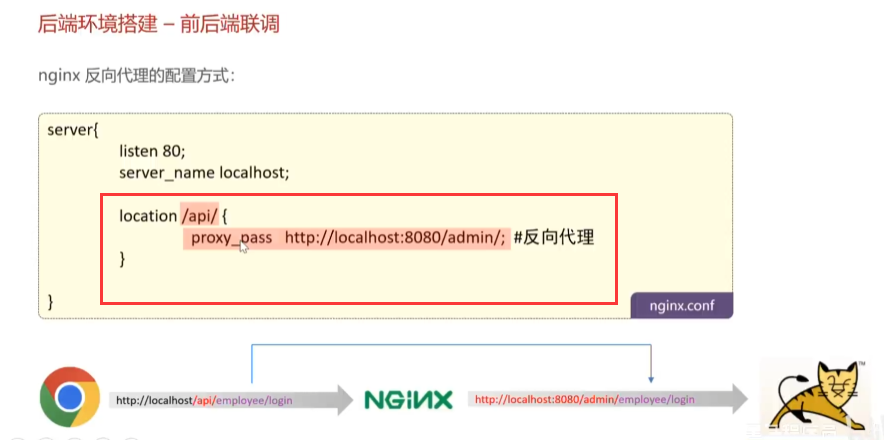 后端环境搭建 – 前后端联调
nginx 反向代理的配置方式：
server{
listen 80;
server_name localhost;
location /api/ {
proxy_pass http://localhost:8080/admin/; #反向代理
}
}
nginx.conf
http://localhost/api/employee/login
NGINX
http://localhost:8080/admin/employee/login
TM